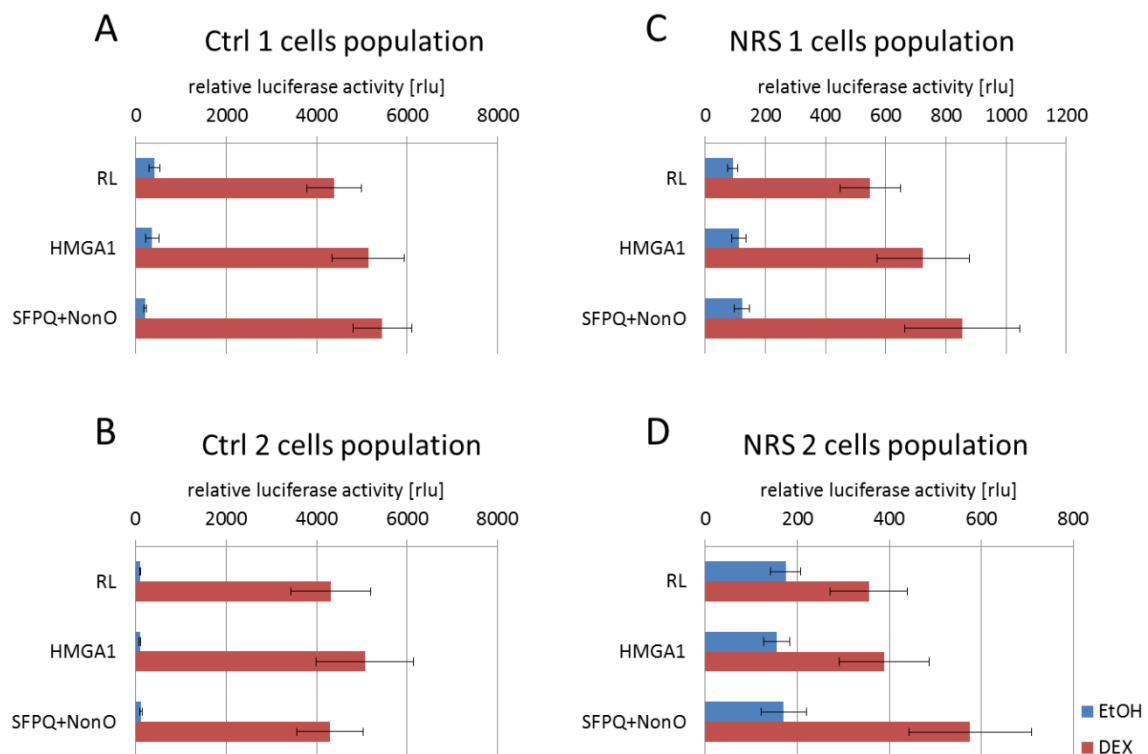 A
Ctrl 1 cells population
relative luciferase activity [rlu]
0 2000 4000 6000 8000
RL
HMGA1
SFPQ+NonO
C
NRS 1 cells population
relative luciferase activity [rlu]
0 200 400 600 800 1000 1200
RL
HMGA1
SFPQ+NonO
B
Ctrl 2 cells population
relative luciferase activity [rlu]
0 2000 4000 6000 8000
RL
HMGA1
SFPQ+NonO
D
NRS 2 cells population
relative luciferase activity [rlu]
0 200 400 600 800
RL
HMGA1
SFPQ+NonO
EtOH
DEX